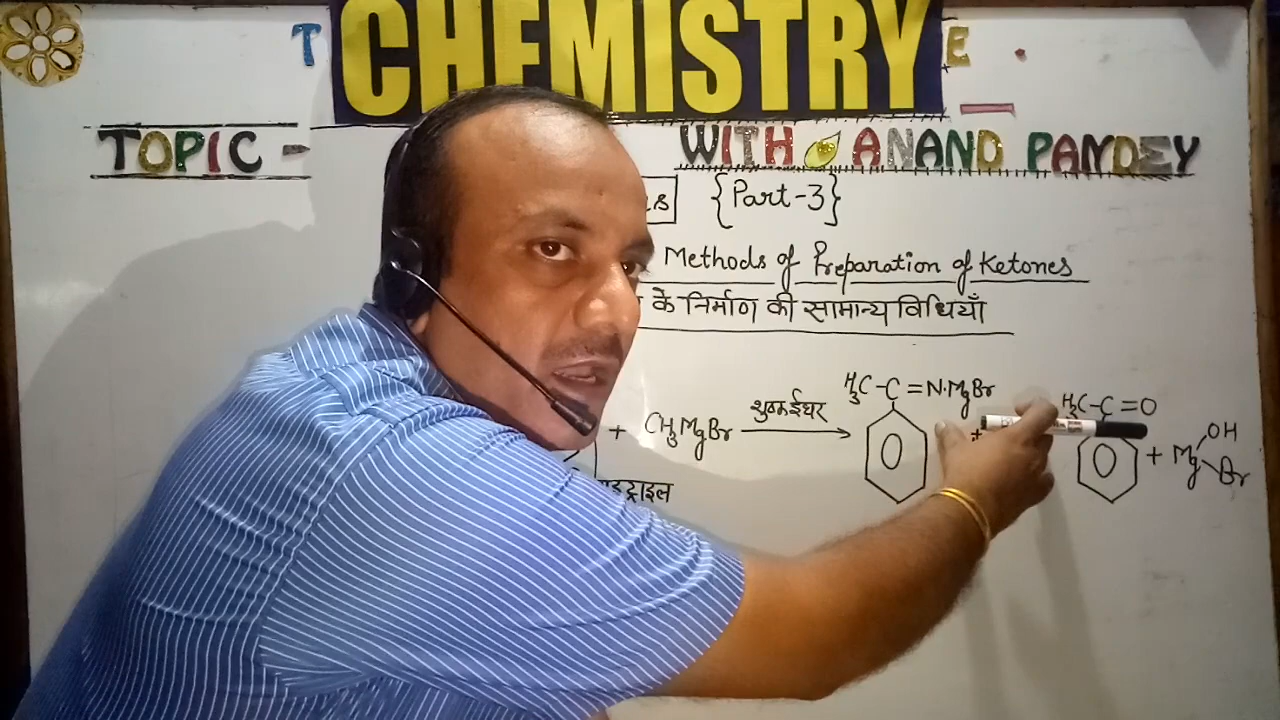 CHEMISTRY
TOPIC -
WITH ANAND PANDEY
{Part-3}
Methods of Preparation of Ketones
के निर्माण की सामान्य विधियाँ
+ CH₃MgBr शुष्क ईथर H₃C-C=N·MgBr +
H₃C-C=O + Mg OH Br